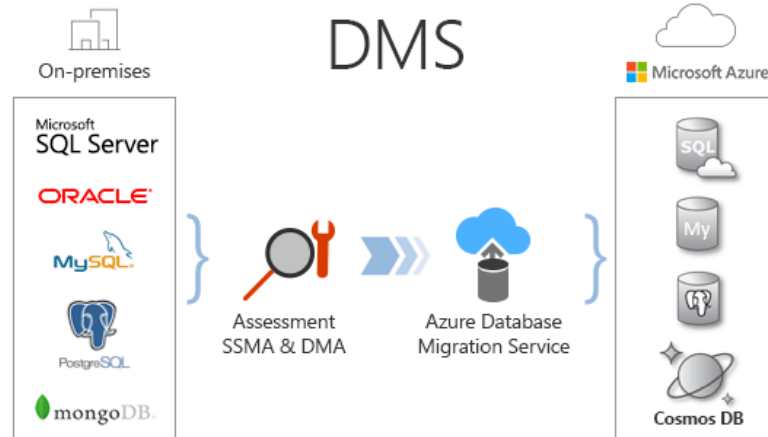 DMS
On-premises
Microsoft
SQL Server
ORACLE
MySQL
PostgreSQL
mongoDB
Assessment
SSMA & DMA
Azure Database
Migration Service
Microsoft Azure
SQL
My
Cosmos DB